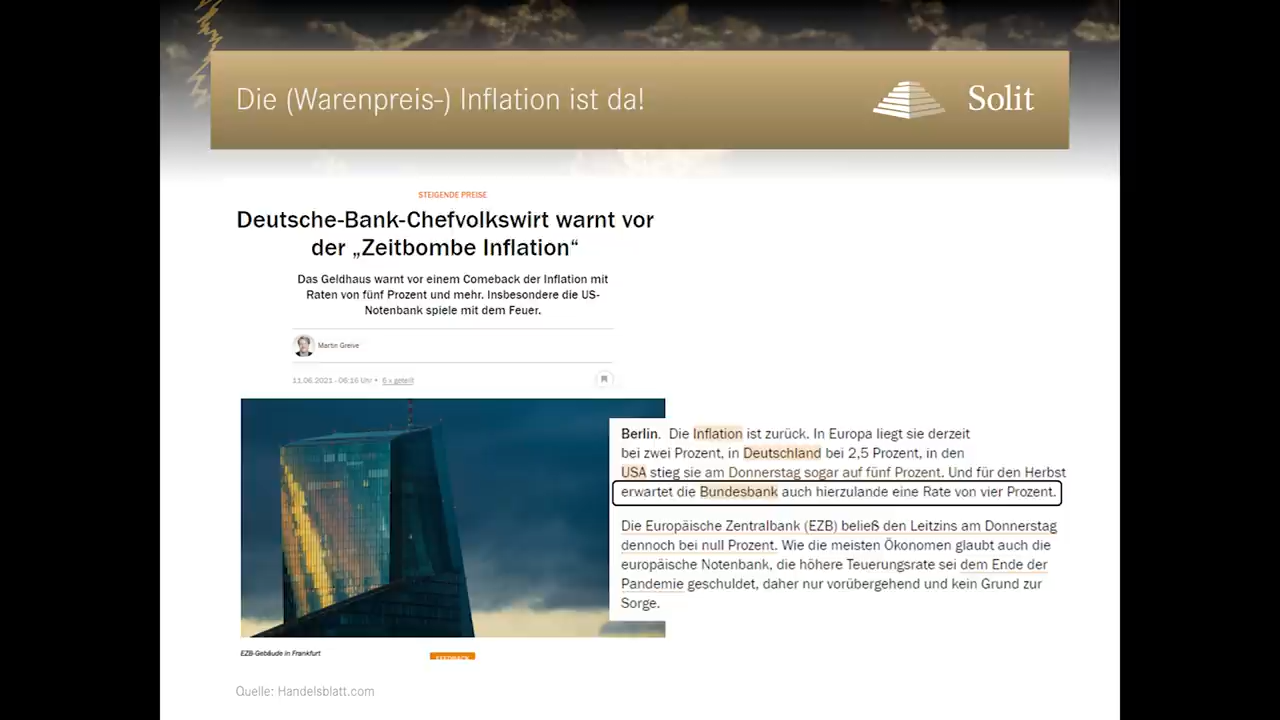 Die (Warenpreis-) Inflation ist da!
Solit
STEIGENDE PREISE
Deutsche-Bank-Chefvolkswirt warnt vor
der „Zeitbombe Inflation“
Das Geldhaus warnt vor einem Comeback der Inflation mit
Raten von fünf Prozent und mehr. Insbesondere die US-
Notenbank spiele mit dem Feuer.
Martin Greive
11.06.2021 - 06:16 Uhr • 6 x geteilt
Berlin. Die Inflation ist zurück. In Europa liegt sie derzeit
bei zwei Prozent, in Deutschland bei 2,5 Prozent, in den
USA stieg sie am Donnerstag sogar auf fünf Prozent. Und für den Herbst
erwartet die Bundesbank auch hierzulande eine Rate von vier Prozent.
Die Europäische Zentralbank (EZB) beließ den Leitzins am Donnerstag
dennoch bei null Prozent. Wie die meisten Ökonomen glaubt auch die
europäische Notenbank, die höhere Teuerungsrate sei dem Ende der
Pandemie geschuldet, daher nur vorübergehend und kein Grund zur
Sorge.
EZB-Gebäude in Frankfurt
FEEDBACK
Quelle: Handelsblatt.com